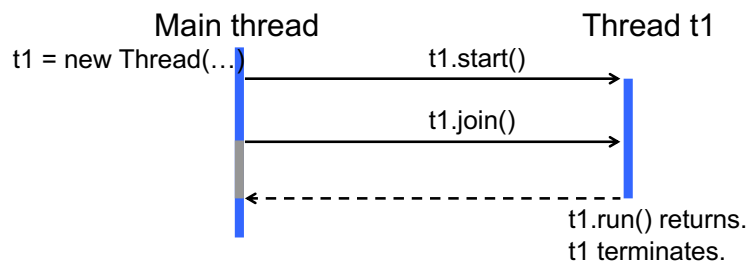 Main thread
Thread t1
t1 = new Thread(…)
t1.start()
t1.join()
t1.run() returns.
t1 terminates.